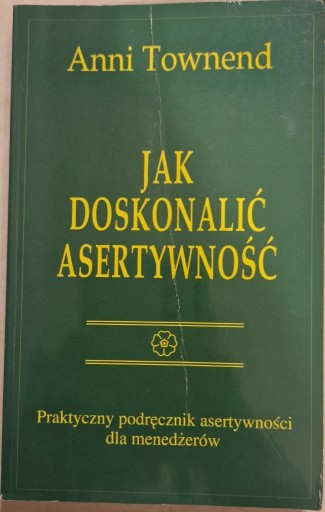 Anni Townend
JAK
DOSKONALIĆ
ASERTYWNOŚĆ
Praktyczny podręcznik asertywności
dla menedżerów